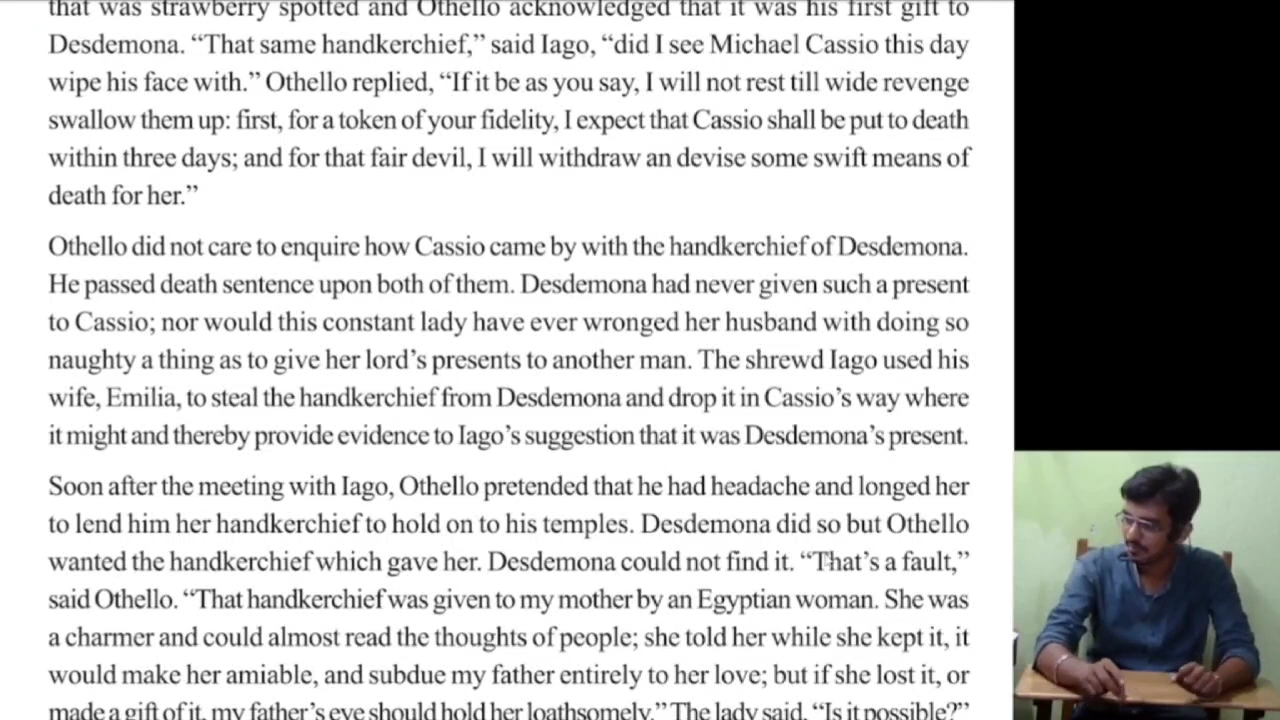 that was strawberry spotted and Othello acknowledged that it was his first gift to
Desdemona. “That same handkerchief,” said Iago, “did I see Michael Cassio this day
wipe his face with.” Othello replied, “If it be as you say, I will not rest till wide revenge
swallow them up: first, for a token of your fidelity, I expect that Cassio shall be put to death
within three days; and for that fair devil, I will withdraw an devise some swift means of
death for her.”
Othello did not care to enquire how Cassio came by with the handkerchief of Desdemona.
He passed death sentence upon both of them. Desdemona had never given such a present
to Cassio; nor would this constant lady have ever wronged her husband with doing so
naughty a thing as to give her lord’s presents to another man. The shrewd Iago used his
wife, Emilia, to steal the handkerchief from Desdemona and drop it in Cassio’s way where
it might and thereby provide evidence to Iago’s suggestion that it was Desdemona’s present.
Soon after the meeting with Iago, Othello pretended that he had headache and longed her
to lend him her handkerchief to hold on to his temples. Desdemona did so but Othello
wanted the handkerchief which gave her. Desdemona could not find it. “That’s a fault,”
said Othello. “That handkerchief was given to my mother by an Egyptian woman. She was
a charmer and could almost read the thoughts of people; she told her while she kept it, it
would make her amiable, and subdue my father entirely to her love; but if she lost it, or
made a gift of it, my father’s eye should hold her loathsomely.” The lady said, “Is it possible?”